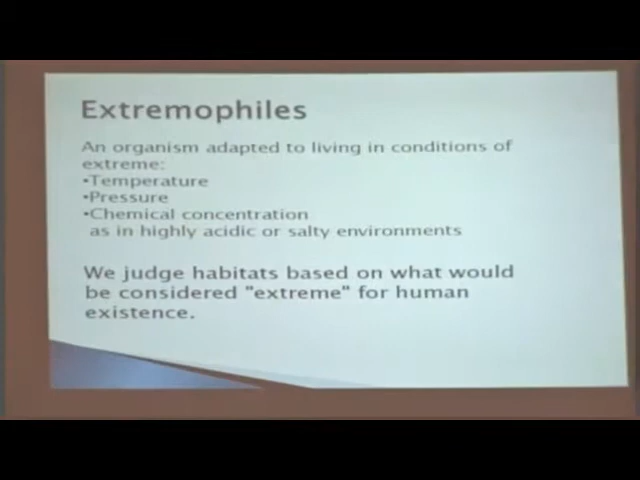 Extremophiles
An organism adapted to living in conditions of
extreme:
•Temperature
•Pressure
•Chemical concentration
as in highly acidic or salty environments
We judge habitats based on what would
be considered "extreme" for human
existence.